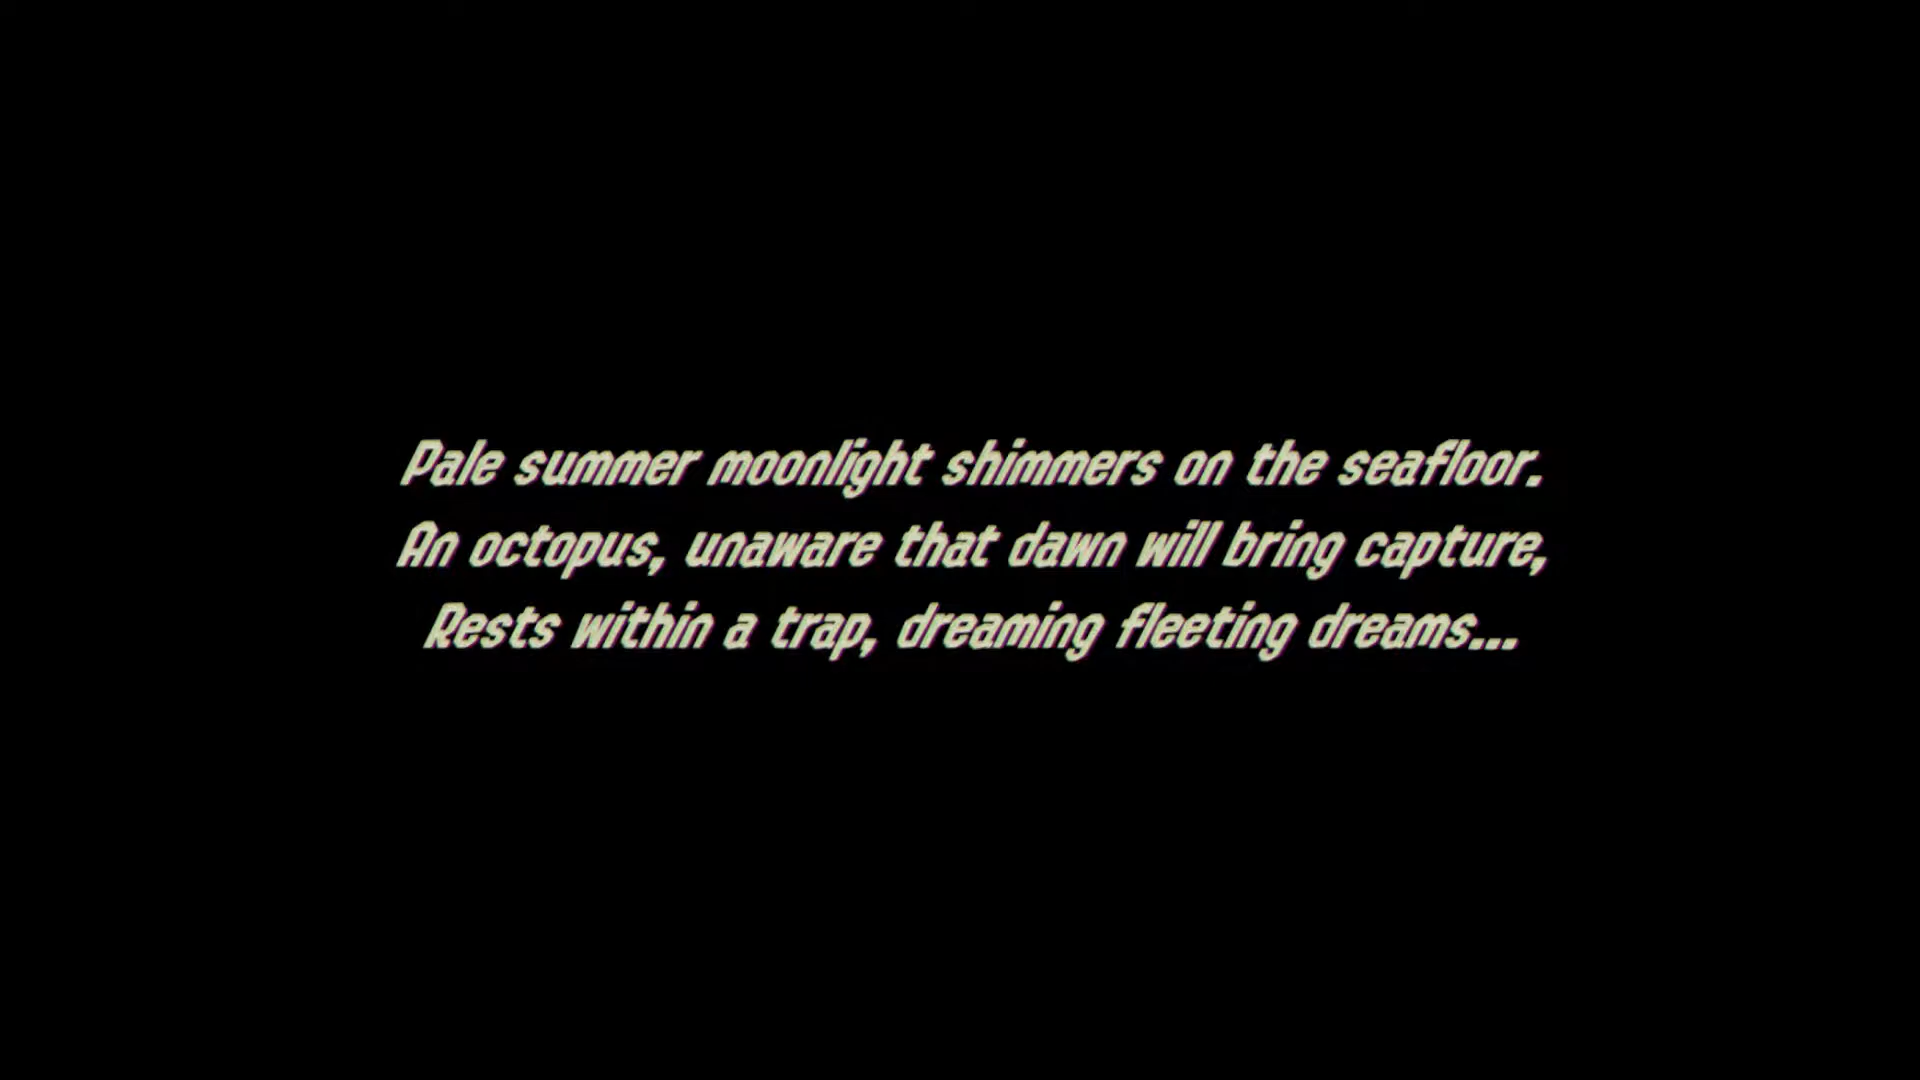 Pale summer moonlight shimmers on the seafloor.
An octopus, unaware that dawn will bring capture,
Rests within a trap, dreaming fleeting dreams...